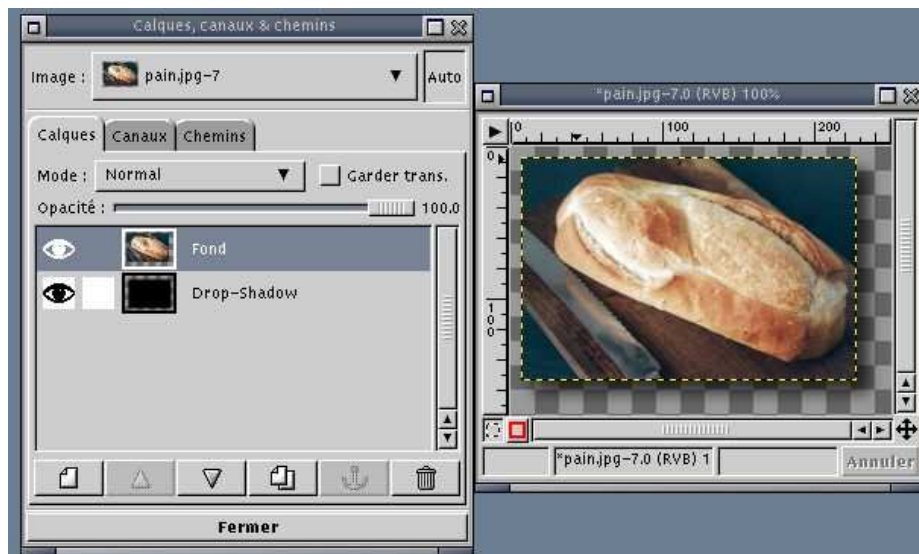 Calques, canaux & chemins
Image : pain.jpg-7 Auto
Calques Canaux Chemins
Mode : Normal Garder trans.
Opacité : 100.0
Fond
Drop-Shadow
Fermer
*pain.jpg-7.0 (RVB) 100%
0 100 200
0
100
*pain.jpg-7.0 (RVB) 1 Annuler